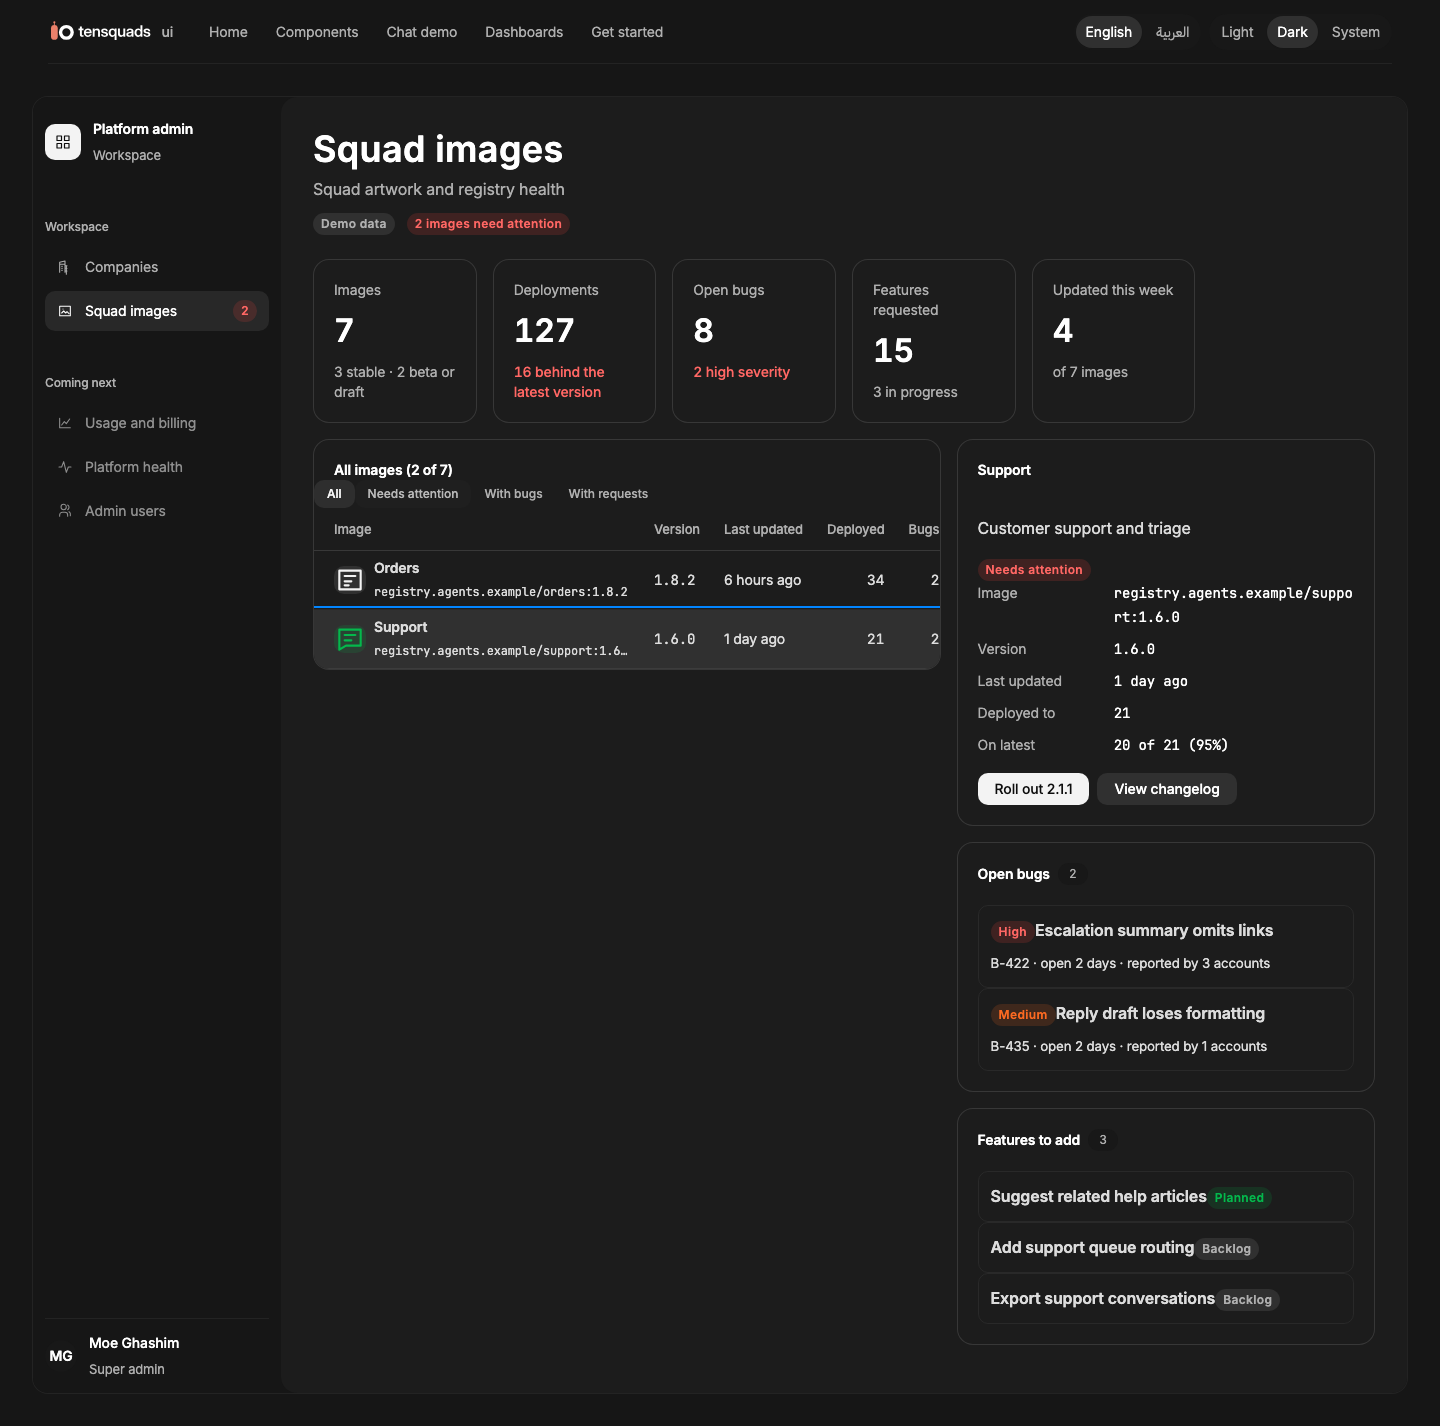 tensquads ui
Home
Components
Chat demo
Dashboards
Get started
English
العربية
Light
Dark
System
Platform admin
Workspace
Workspace
Companies
Squad images 2
Coming next
Usage and billing
Platform health
Admin users
MG
Moe Ghashim
Super admin
Squad images
Squad artwork and registry health
Demo data
2 images need attention
Images
7
3 stable · 2 beta or
draft
Deployments
127
16 behind the
latest version
Open bugs
8
2 high severity
Features
requested
15
3 in progress
Updated this week
4
of 7 images
All images (2 of 7)
All
Needs attention
With bugs
With requests
Image Version Last updated Deployed Bugs
Orders
registry.agents.example/orders:1.8.2
1.8.2 6 hours ago 34 2
Support
registry.agents.example/support:1.6…
1.6.0 1 day ago 21 2
Support
Customer support and triage
Needs attention
Image registry.agents.example/suppo
rt:1.6.0
Version 1.6.0
Last updated 1 day ago
Deployed to 21
On latest 20 of 21 (95%)
Roll out 2.1.1
View changelog
Open bugs 2
High Escalation summary omits links
B-422 · open 2 days · reported by 3 accounts
Medium Reply draft loses formatting
B-435 · open 2 days · reported by 1 accounts
Features to add 3
Suggest related help articles Planned
Add support queue routing Backlog
Export support conversations Backlog